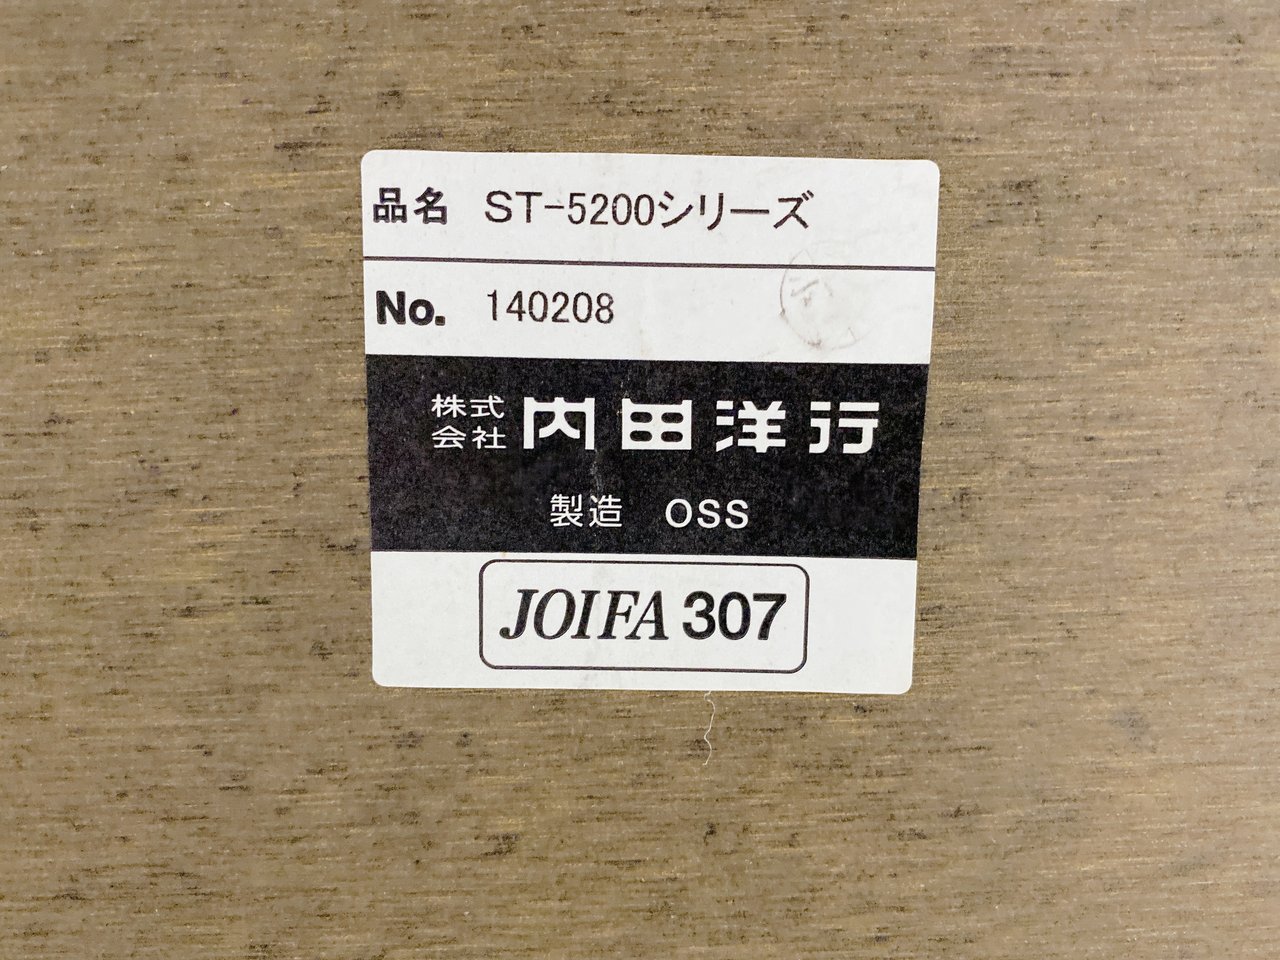 品名 ST-5200シリーズ
No. 140208
株式会社 内田洋行
製造 OSS
JOIFA 307